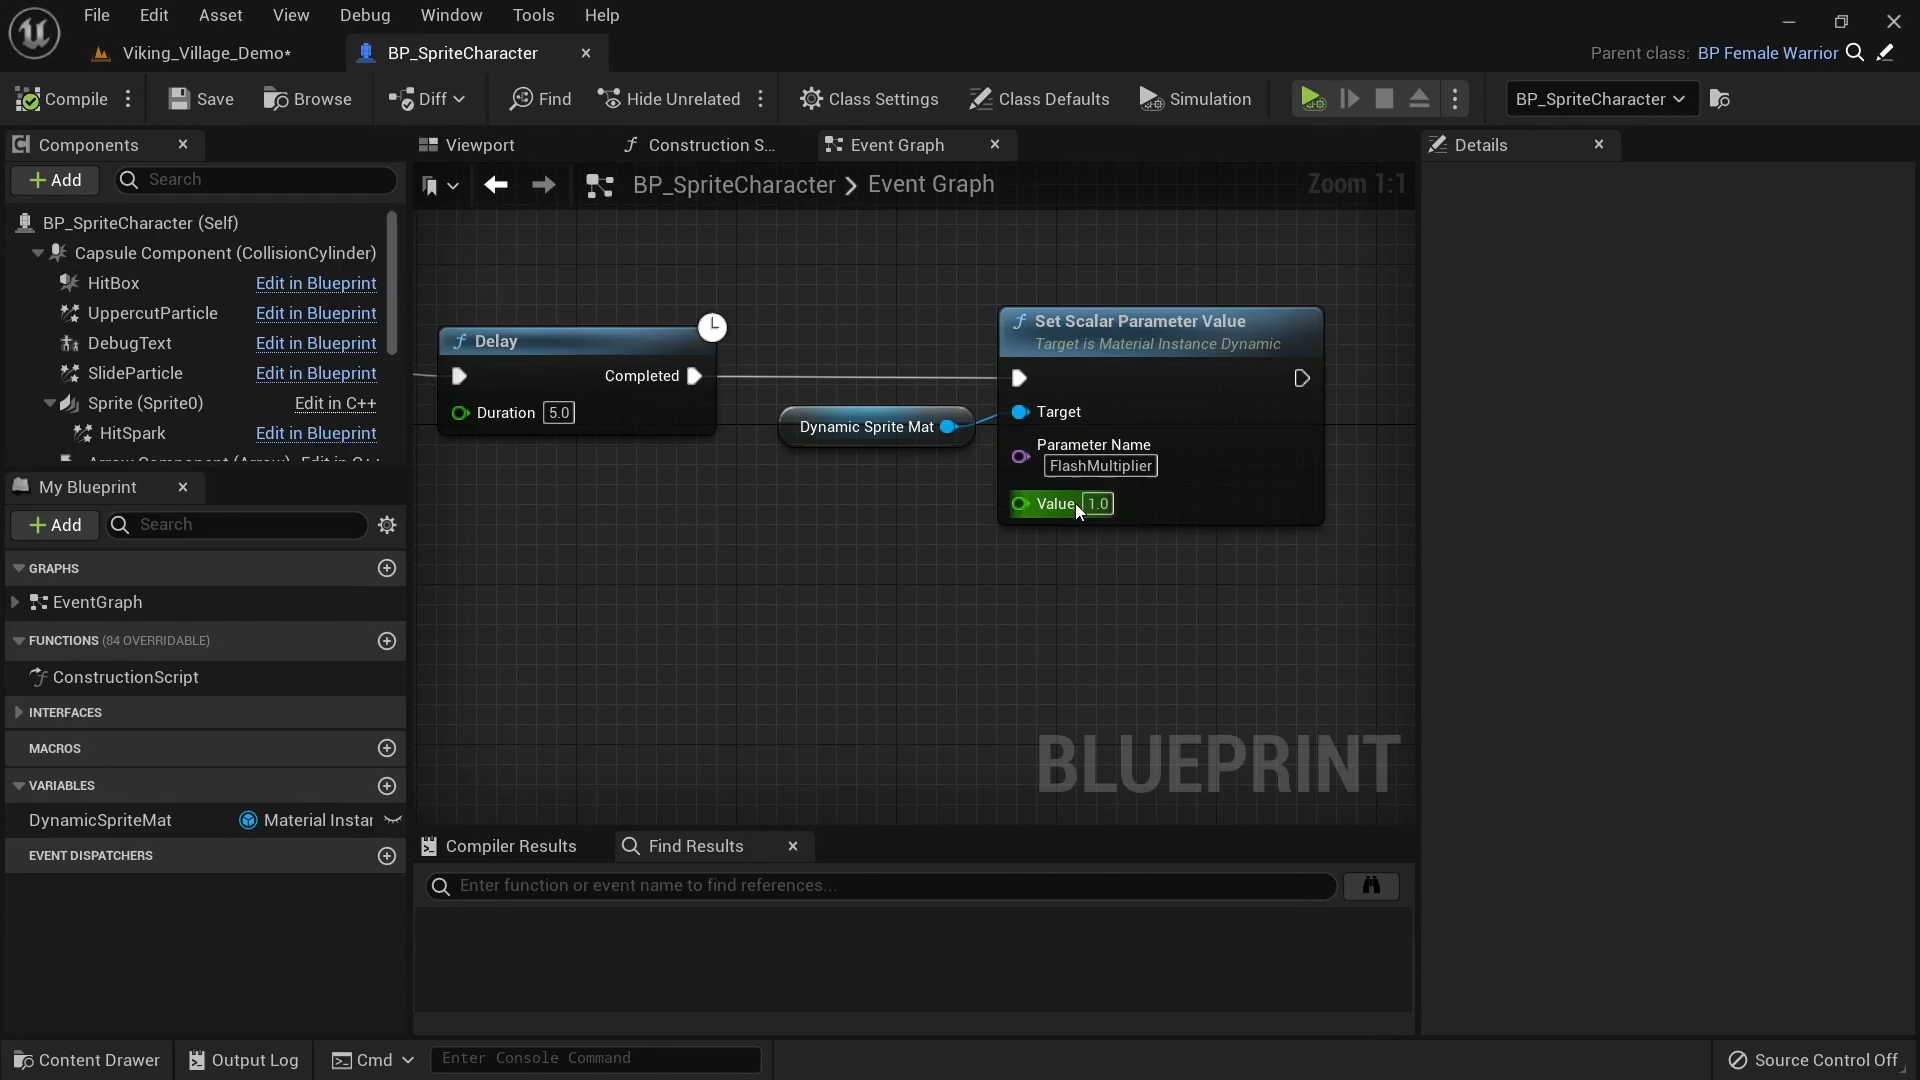 File Edit Asset View Debug Window Tools Help
Viking_Village_Demo*
BP_SpriteCharacter
Parent class: BP Female Warrior
Compile
Save
Browse
Diff
Find
Hide Unrelated
Class Settings
Class Defaults
Simulation
BP_SpriteCharacter
Components
Viewport
Construction S...
Event Graph
Details
Add
Search
BP_SpriteCharacter > Event Graph
Zoom 1:1
BP_SpriteCharacter (Self)
Capsule Component (CollisionCylinder)
HitBox Edit in Blueprint
UppercutParticle Edit in Blueprint
DebugText Edit in Blueprint
SlideParticle Edit in Blueprint
Sprite (Sprite0) Edit in C++
HitSpark Edit in Blueprint
Arrow Component (Arrow) Edit in C++
Delay
Completed
Duration 5.0
Dynamic Sprite Mat
Set Scalar Parameter Value
Target is Material Instance Dynamic
Target
Parameter Name
FlashMultiplier
Value 1.0
My Blueprint
Add
Search
GRAPHS
EventGraph
FUNCTIONS (84 OVERRIDABLE)
ConstructionScript
INTERFACES
MACROS
VARIABLES
DynamicSpriteMat Material Instar
EVENT DISPATCHERS
BLUEPRINT
Compiler Results
Find Results
Enter function or event name to find references...
Content Drawer
Output Log
Cmd
Enter Console Command
Source Control Off